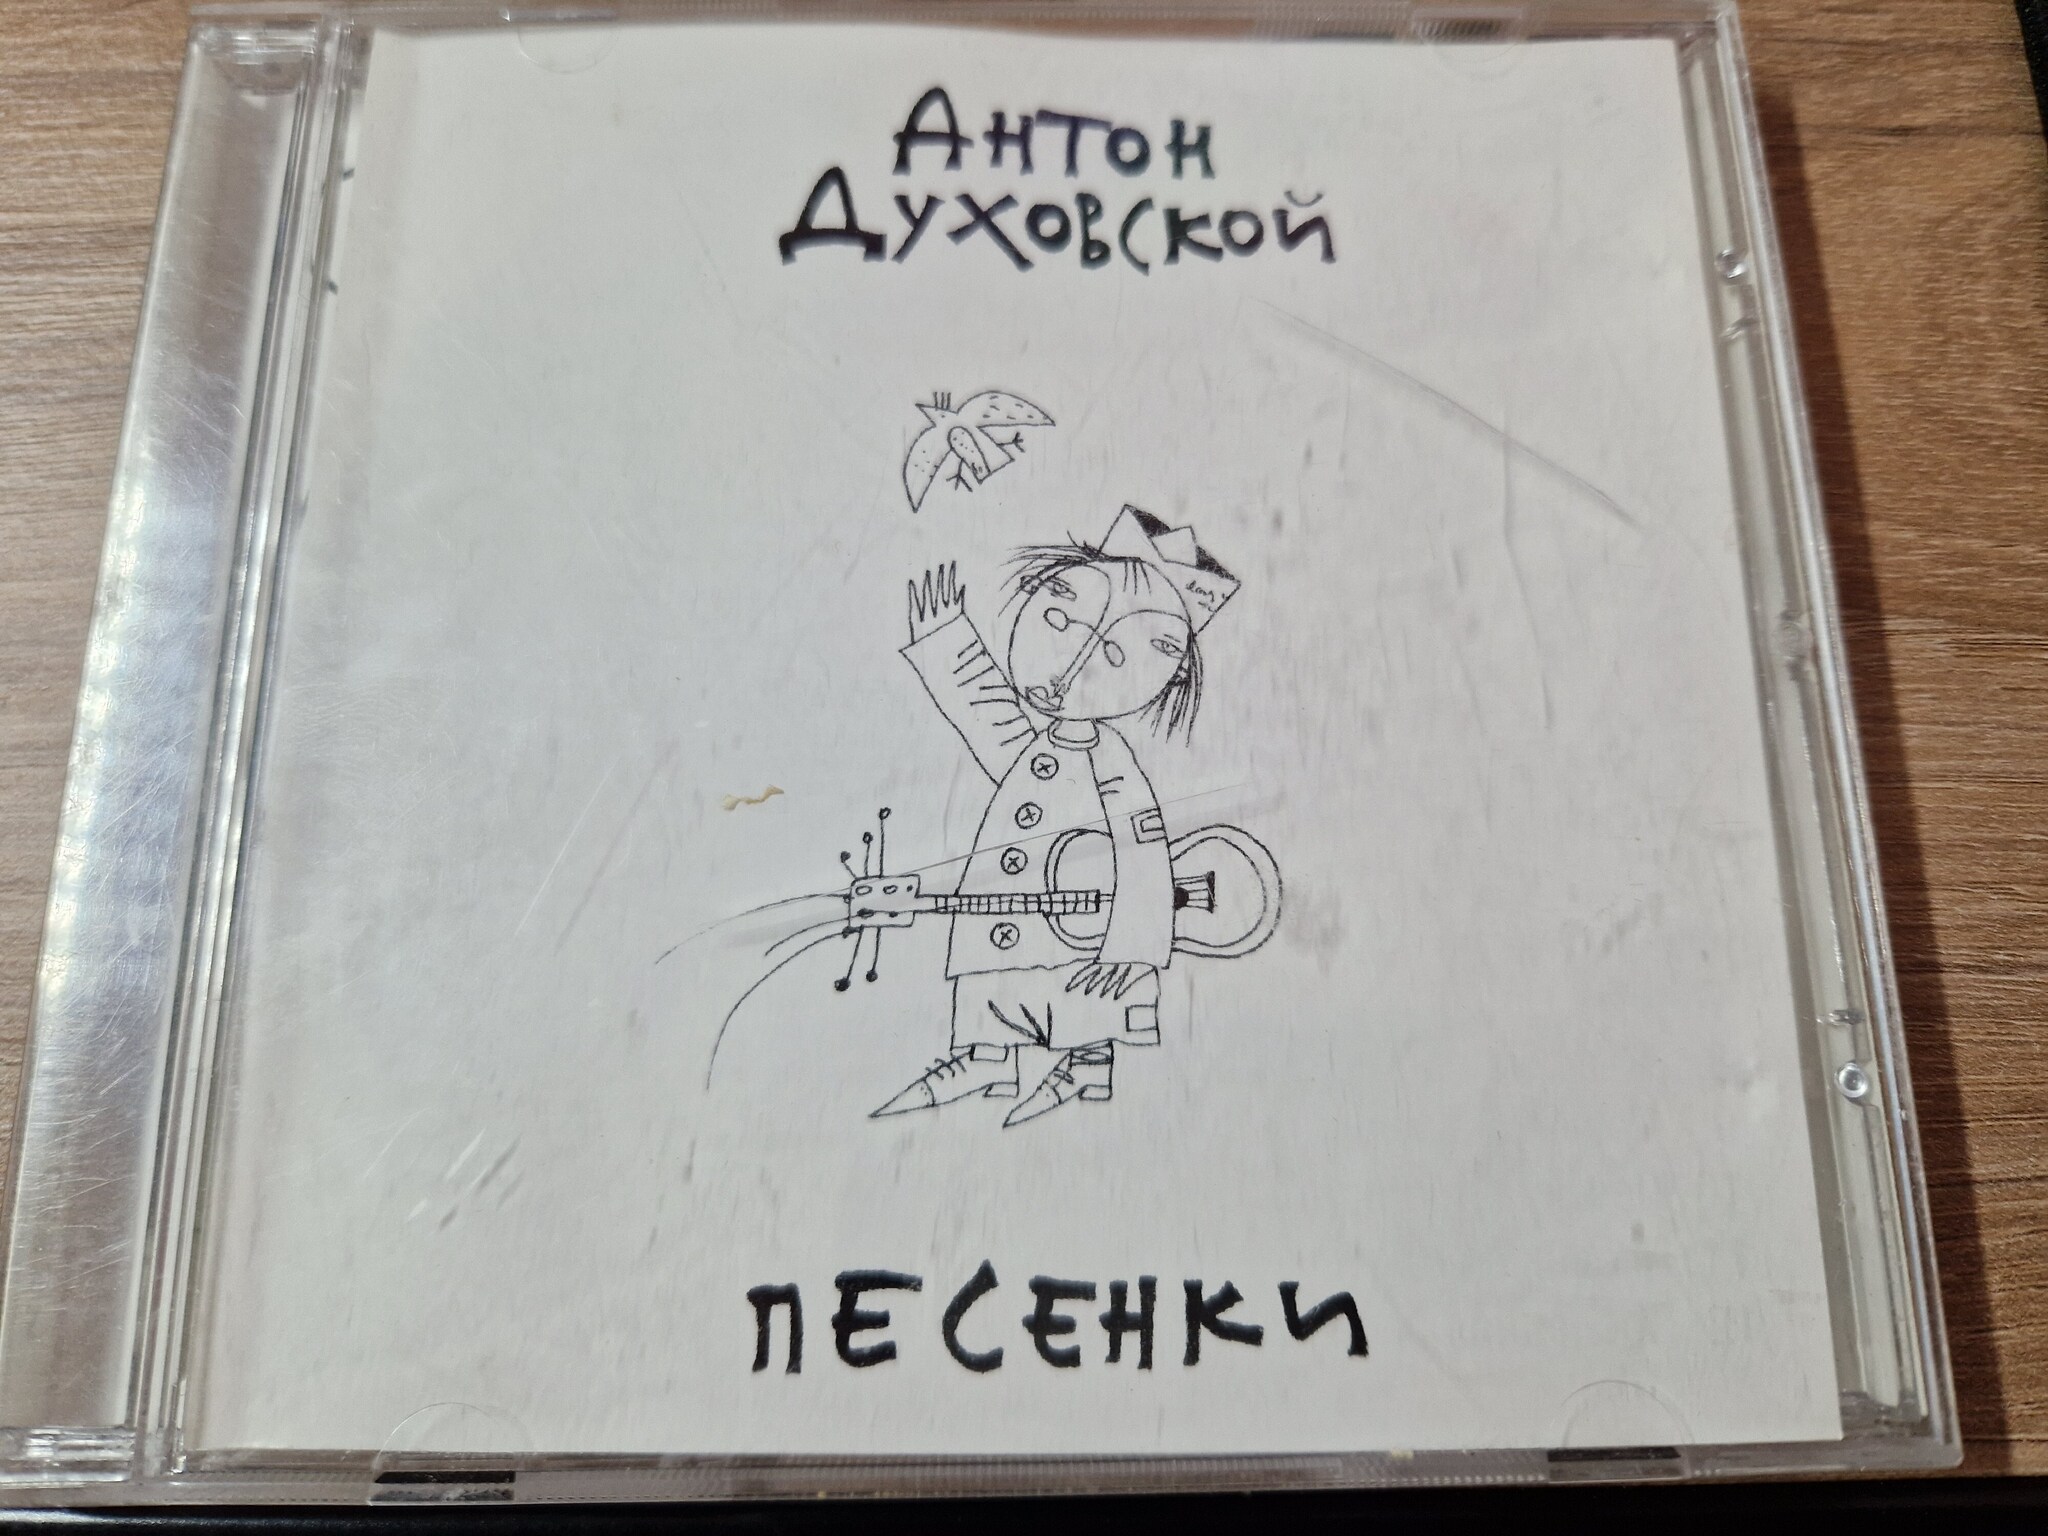 Антон
Духовской
песенки